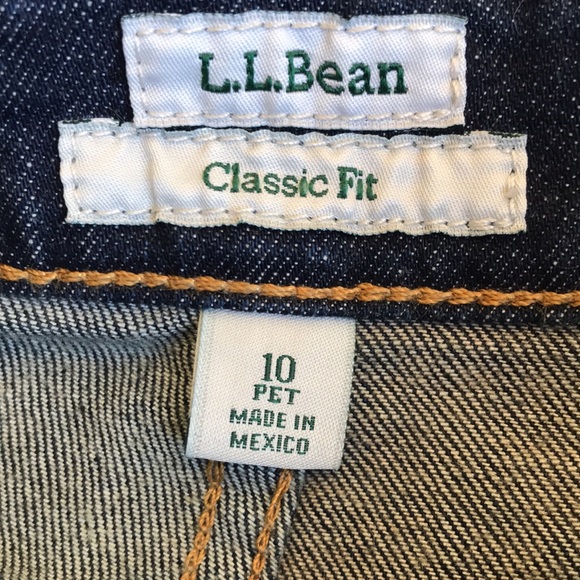 L.L.Bean
Classic Fit
10
PET
MADE IN
MEXICO